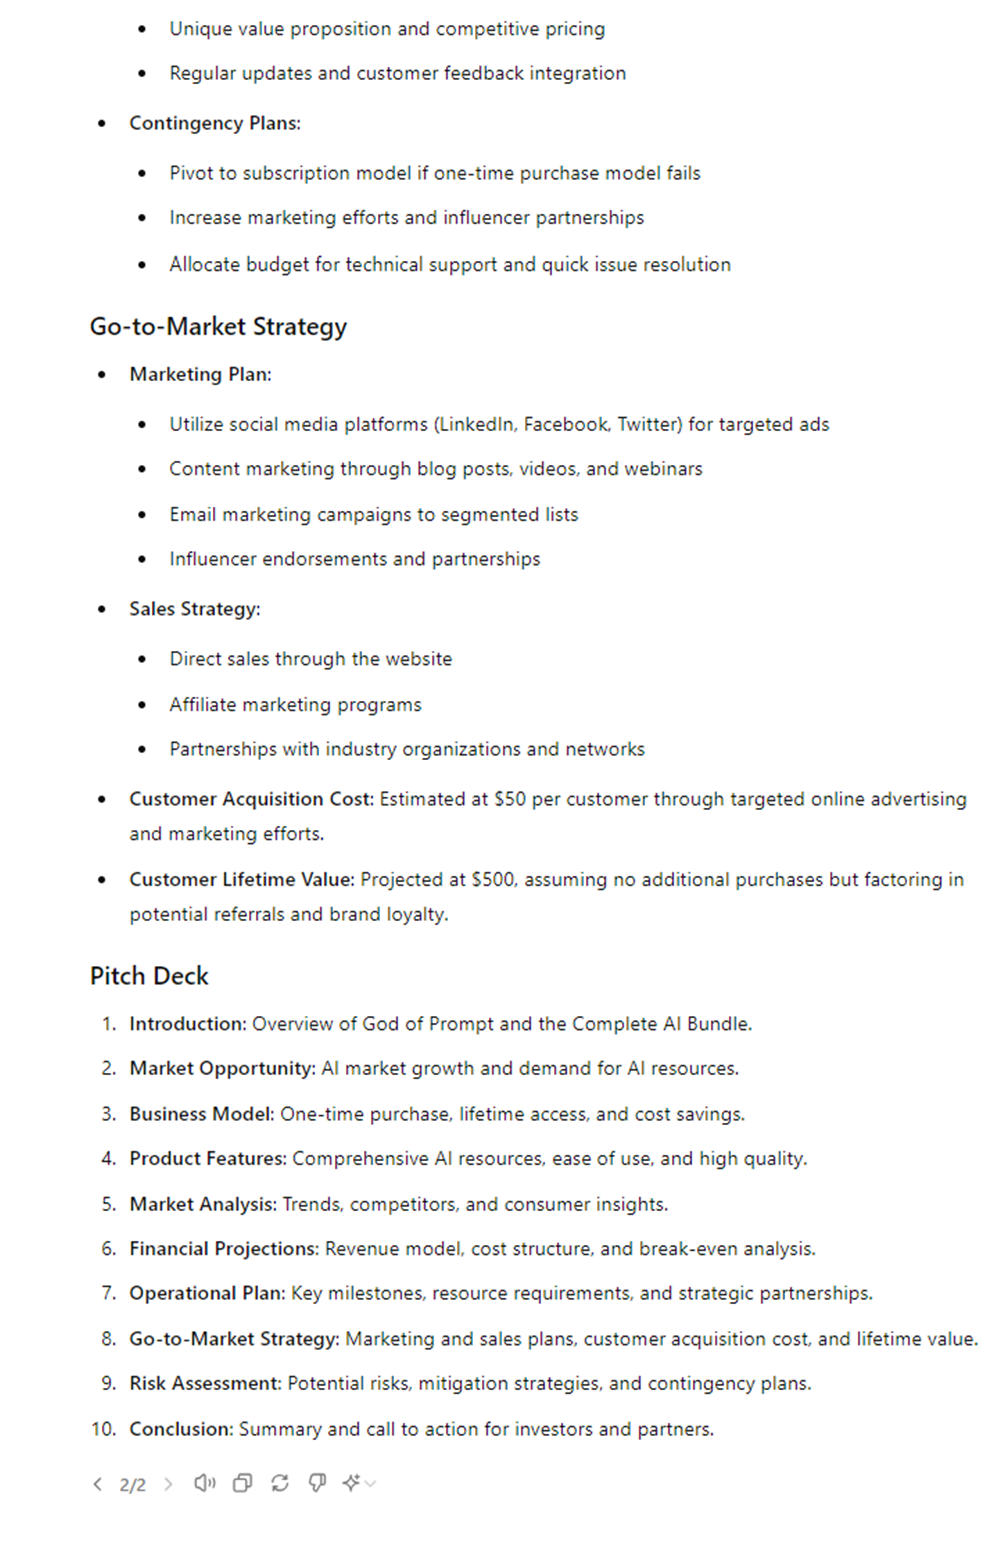 • Unique value proposition and competitive pricing
• Regular updates and customer feedback integration
• Contingency Plans:
• Pivot to subscription model if one-time purchase model fails
• Increase marketing efforts and influencer partnerships
• Allocate budget for technical support and quick issue resolution
Go-to-Market Strategy
• Marketing Plan:
• Utilize social media platforms (LinkedIn, Facebook, Twitter) for targeted ads
• Content marketing through blog posts, videos, and webinars
• Email marketing campaigns to segmented lists
• Influencer endorsements and partnerships
• Sales Strategy:
• Direct sales through the website
• Affiliate marketing programs
• Partnerships with industry organizations and networks
• Customer Acquisition Cost: Estimated at $50 per customer through targeted online advertising
and marketing efforts.
• Customer Lifetime Value: Projected at $500, assuming no additional purchases but factoring in
potential referrals and brand loyalty.
Pitch Deck
1. Introduction: Overview of God of Prompt and the Complete AI Bundle.
2. Market Opportunity: AI market growth and demand for AI resources.
3. Business Model: One-time purchase, lifetime access, and cost savings.
4. Product Features: Comprehensive AI resources, ease of use, and high quality.
5. Market Analysis: Trends, competitors, and consumer insights.
6. Financial Projections: Revenue model, cost structure, and break-even analysis.
7. Operational Plan: Key milestones, resource requirements, and strategic partnerships.
8. Go-to-Market Strategy: Marketing and sales plans, customer acquisition cost, and lifetime value.
9. Risk Assessment: Potential risks, mitigation strategies, and contingency plans.
10. Conclusion: Summary and call to action for investors and partners.
2/2